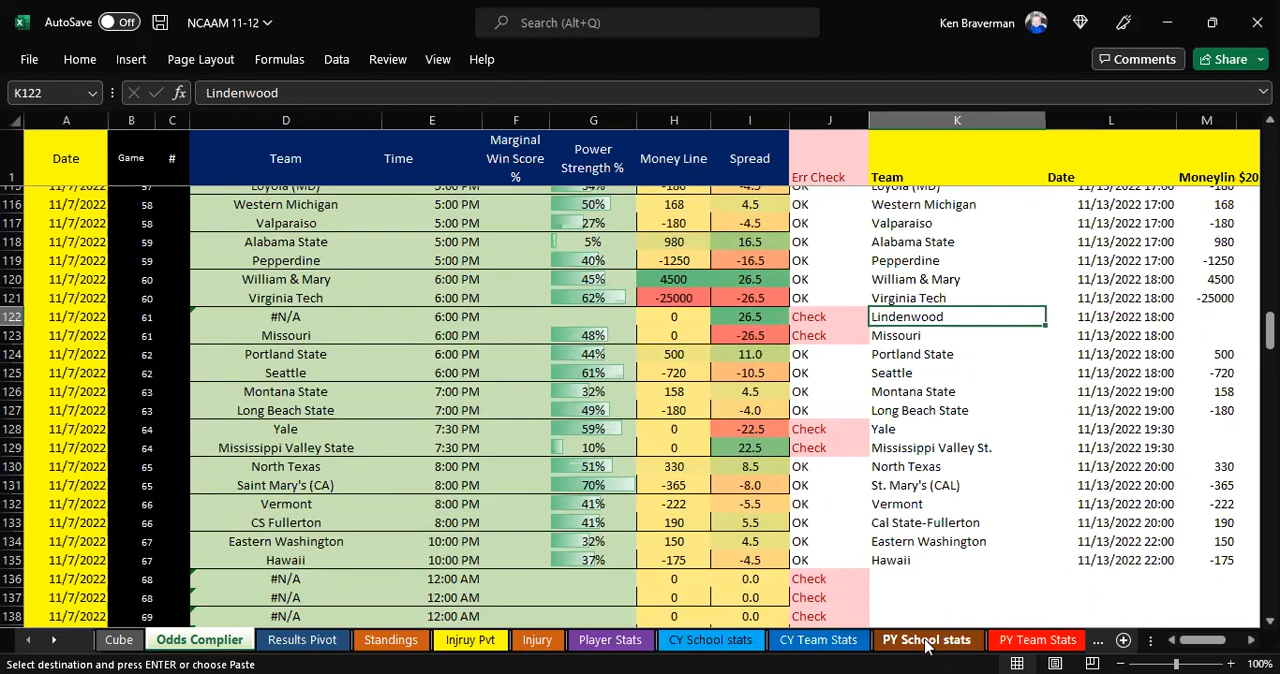 AutoSave Off NCAAM 11-12 Search (Alt+Q) Ken Braverman
File Home Insert Page Layout Formulas Data Review View Help Comments Share
K122 fx Lindenwood
A B C D E F G H I J K L M
1 Date Game # Team Time Marginal Win Score % Power Strength % Money Line Spread Err Check Team Date Moneylin $20
116 11/7/2022 58 Western Michigan 5:00 PM 50% 168 4.5 OK Western Michigan 11/13/2022 17:00 168
117 11/7/2022 58 Valparaiso 5:00 PM 27% -180 -4.5 OK Valparaiso 11/13/2022 17:00 -180
118 11/7/2022 59 Alabama State 5:00 PM 5% 980 16.5 OK Alabama State 11/13/2022 17:00 980
119 11/7/2022 59 Pepperdine 5:00 PM 40% -1250 -16.5 OK Pepperdine 11/13/2022 17:00 -1250
120 11/7/2022 60 William & Mary 5:00 PM 45% 4500 26.5 OK William & Mary 11/13/2022 18:00 4500
121 11/7/2022 60 Virginia Tech 6:00 PM 62% -25000 -26.5 OK Virginia Tech 11/13/2022 18:00 -25000
122 11/7/2022 61 #N/A 6:00 PM 0 26.5 Check Lindenwood 11/13/2022 18:00
123 11/7/2022 61 Missouri 6:00 PM 48% 0 -26.5 Check Missouri 11/13/2022 18:00
124 11/7/2022 62 Portland State 6:00 PM 44% 500 11.0 OK Portland State 11/13/2022 18:00 500
125 11/7/2022 62 Seattle 6:00 PM 61% -720 -10.5 OK Seattle 11/13/2022 18:00 -720
126 11/7/2022 63 Montana State 7:00 PM 32% 158 4.5 OK Montana State 11/13/2022 19:00 158
127 11/7/2022 63 Long Beach State 7:00 PM 49% -180 -4.0 OK Long Beach State 11/13/2022 19:00 -180
128 11/7/2022 64 Yale 7:30 PM 59% 0 -22.5 Check Yale 11/13/2022 19:30
129 11/7/2022 64 Mississippi Valley State 7:30 PM 10% 0 22.5 Check Mississippi Valley St. 11/13/2022 19:30
130 11/7/2022 65 North Texas 8:00 PM 51% 330 8.5 OK North Texas 11/13/2022 20:00 330
131 11/7/2022 65 Saint Mary's (CA) 8:00 PM 70% -365 -8.0 OK St. Mary's (CAL) 11/13/2022 20:00 -365
132 11/7/2022 66 Vermont 8:00 PM 41% -222 -5.5 OK Vermont 11/13/2022 20:00 -222
133 11/7/2022 66 CS Fullerton 8:00 PM 41% 190 5.5 OK Cal State-Fullerton 11/13/2022 20:00 190
134 11/7/2022 67 Eastern Washington 10:00 PM 32% 150 4.5 OK Eastern Washington 11/13/2022 22:00 150
135 11/7/2022 67 Hawaii 10:00 PM 37% -175 -4.5 OK Hawaii 11/13/2022 22:00 -175
136 11/7/2022 68 #N/A 12:00 AM 0 0.0 Check
137 11/7/2022 68 #N/A 12:00 AM 0 0.0 Check
138 11/7/2022 69 #N/A 12:00 AM 0 0.0 Check
Cube Odds Complier Results Pivot Standings Injruy Pvt Injury Player Stats CY School stats CY Team Stats PY School stats PY Team Stats ...
Select destination and press ENTER or choose Paste 100%